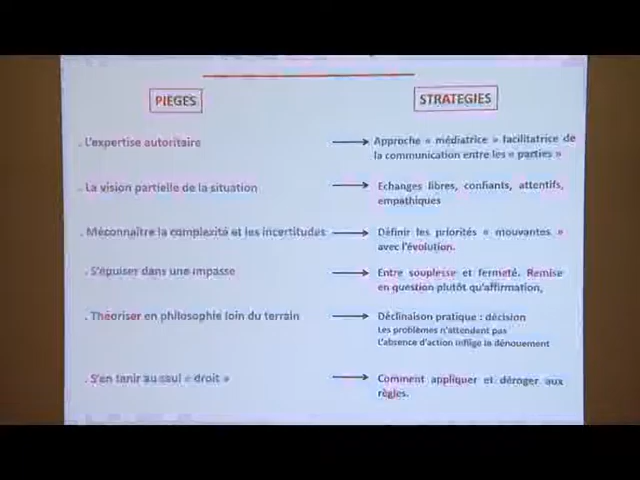 PIEGES
STRATEGIES
. L'expertise autoritaire
Approche « médiatrice » facilitatrice de
la communication entre les « parties »
. La vision partielle de la situation
Echanges libres, confiants, attentifs,
empathiques
. Méconnaître la complexité et les incertitudes
Définir les priorités « mouvantes »
avec l'évolution.
. S'épuiser dans une impasse
Entre souplesse et fermeté. Remise
en question plutôt qu'affirmation,
. Théoriser en philosophie loin du terrain
Déclinaison pratique : décision
Les problèmes n'attendent pas
L'absence d'action inflige la dénouement
. S'en tenir au seul « droit »
Comment appliquer et déroger aux
règles.